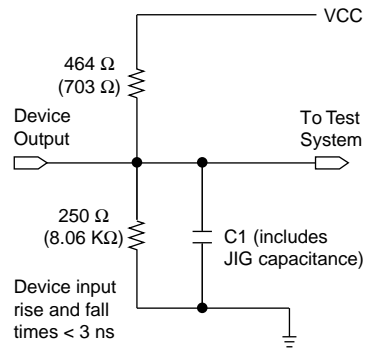 VCC
464 Ω
(703 Ω)
Device
Output
To Test
System
250 Ω
(8.06 KΩ)
C1 (includes
JIG capacitance)
Device input
rise and fall
times < 3 ns